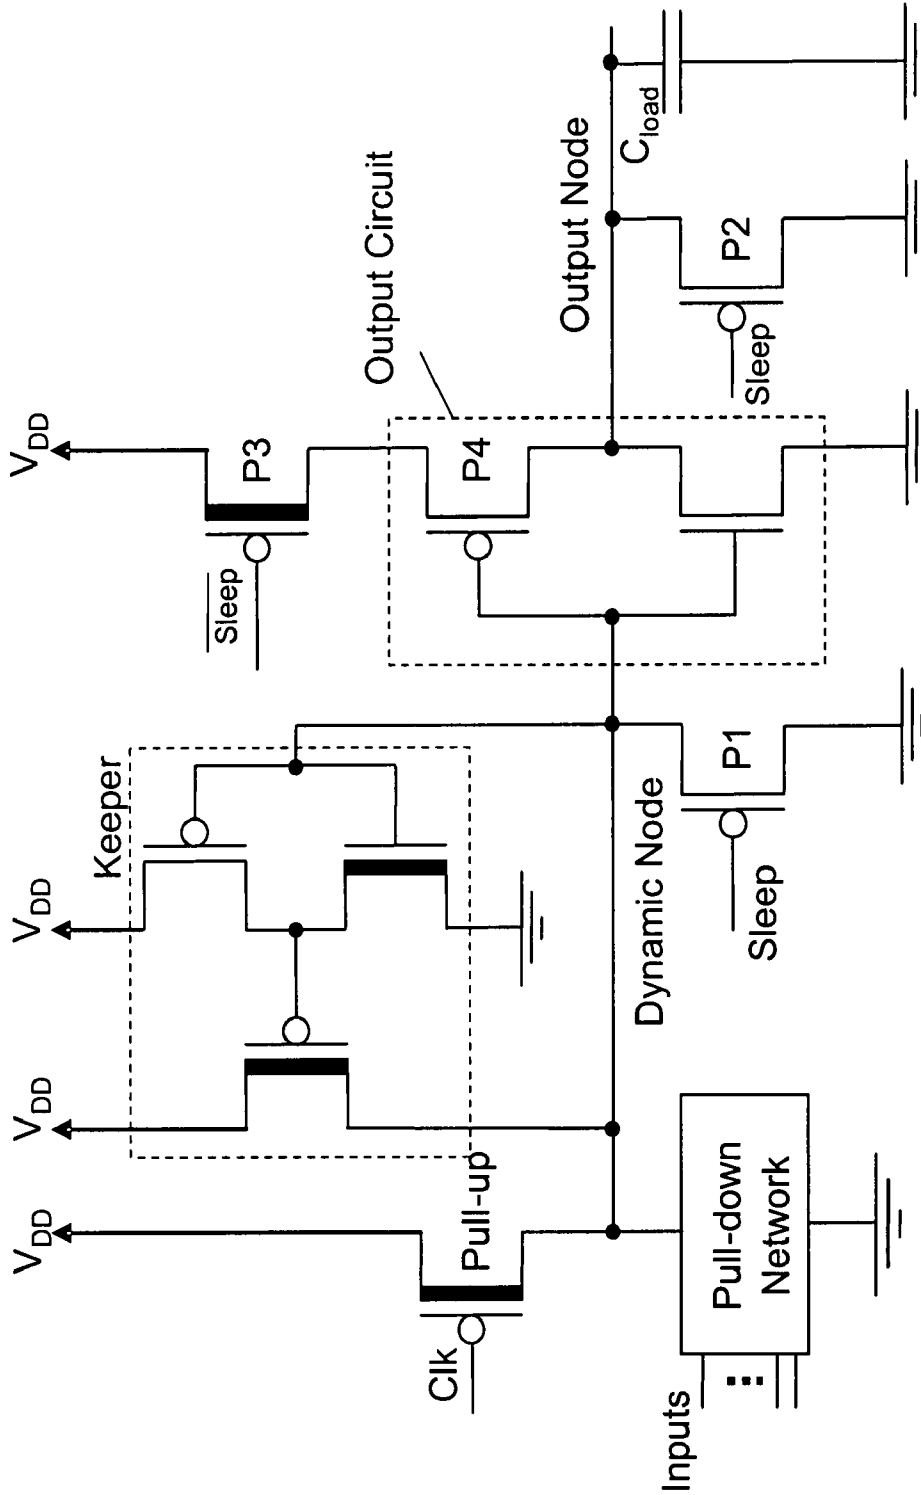 V_DD
V_DD
V_DD
V_DD
Keeper
S̅l̅e̅e̅p̅
P3
Output Circuit
Clk
Pull-up
P4
Output Node
Dynamic Node
C_load
Inputs
Pull-down
Network
Sleep
P1
Sleep
P2